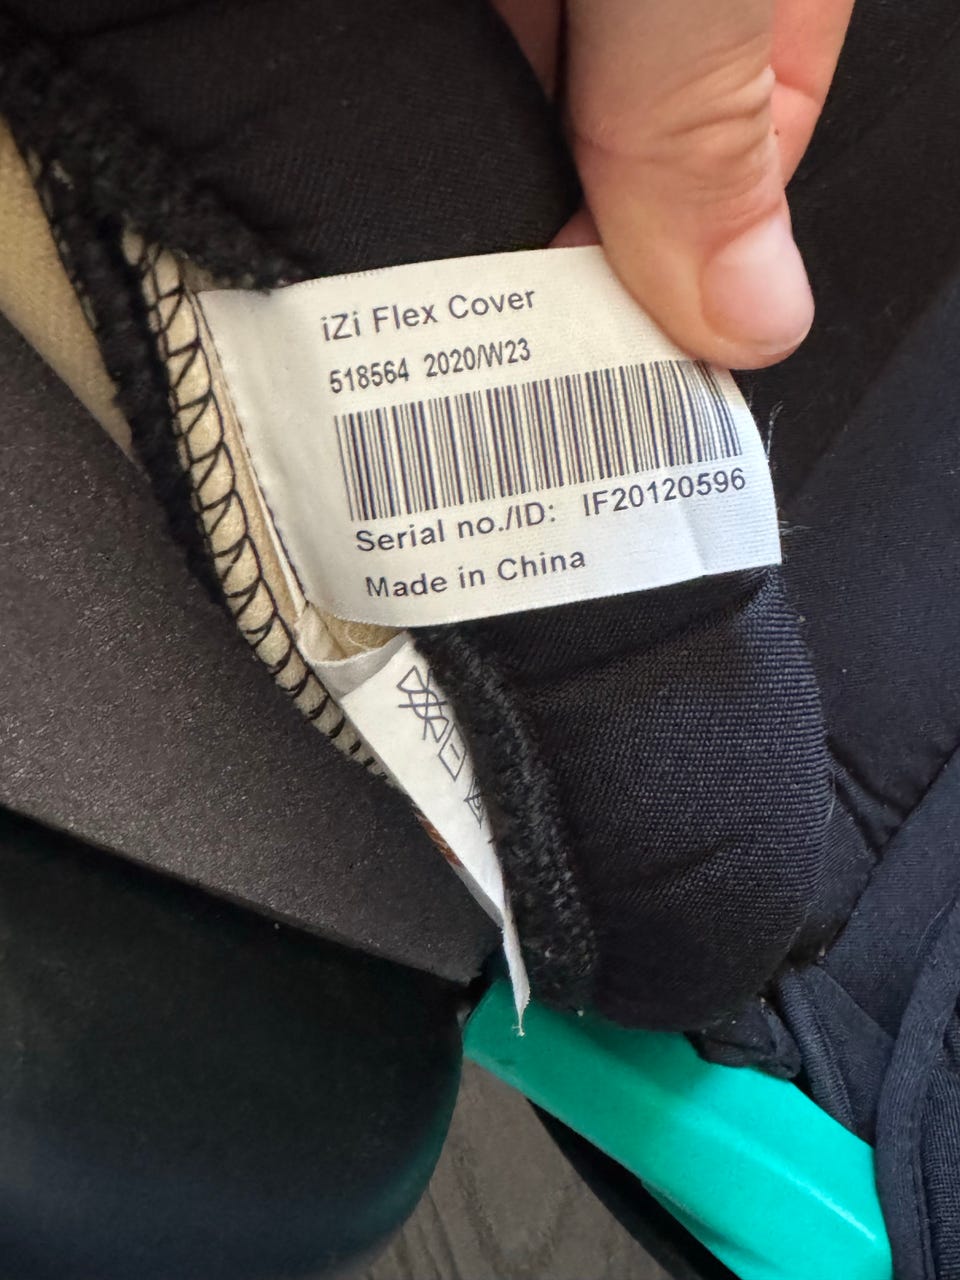 iZi Flex Cover
518564 2020/W23
Serial no./ID: IF20120596
Made in China